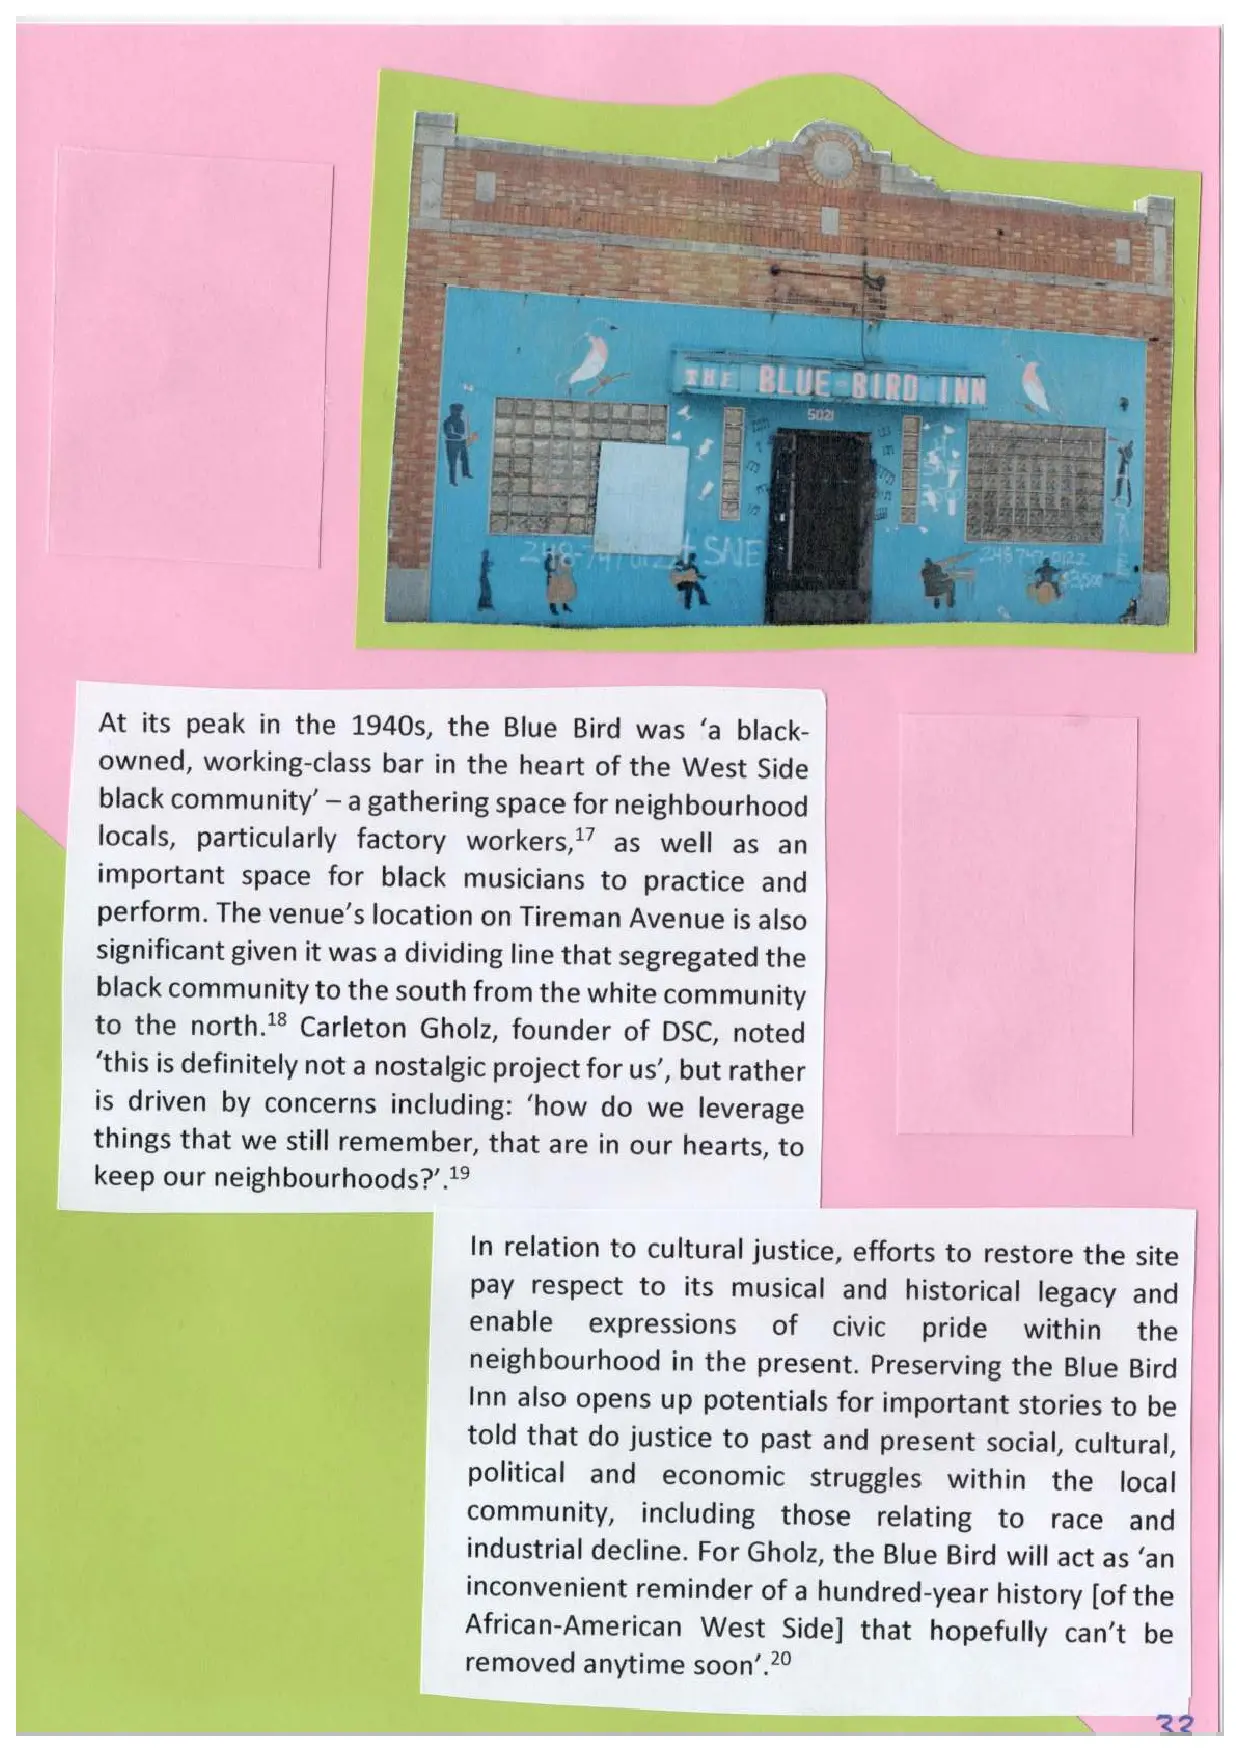 THE BLUE-BIRD INN
5021
SALE
248-747 0122
248 747-0122
$3,500
At its peak in the 1940s, the Blue Bird was ‘a black-
owned, working-class bar in the heart of the West Side
black community’ – a gathering space for neighbourhood
locals, particularly factory workers,17 as well as an
important space for black musicians to practice and
perform. The venue’s location on Tireman Avenue is also
significant given it was a dividing line that segregated the
black community to the south from the white community
to the north.18 Carleton Gholz, founder of DSC, noted
‘this is definitely not a nostalgic project for us’, but rather
is driven by concerns including: ‘how do we leverage
things that we still remember, that are in our hearts, to
keep our neighbourhoods?’.19
In relation to cultural justice, efforts to restore the site
pay respect to its musical and historical legacy and
enable expressions of civic pride within the
neighbourhood in the present. Preserving the Blue Bird
Inn also opens up potentials for important stories to be
told that do justice to past and present social, cultural,
political and economic struggles within the local
community, including those relating to race and
industrial decline. For Gholz, the Blue Bird will act as ‘an
inconvenient reminder of a hundred-year history [of the
African-American West Side] that hopefully can’t be
removed anytime soon’.20
33